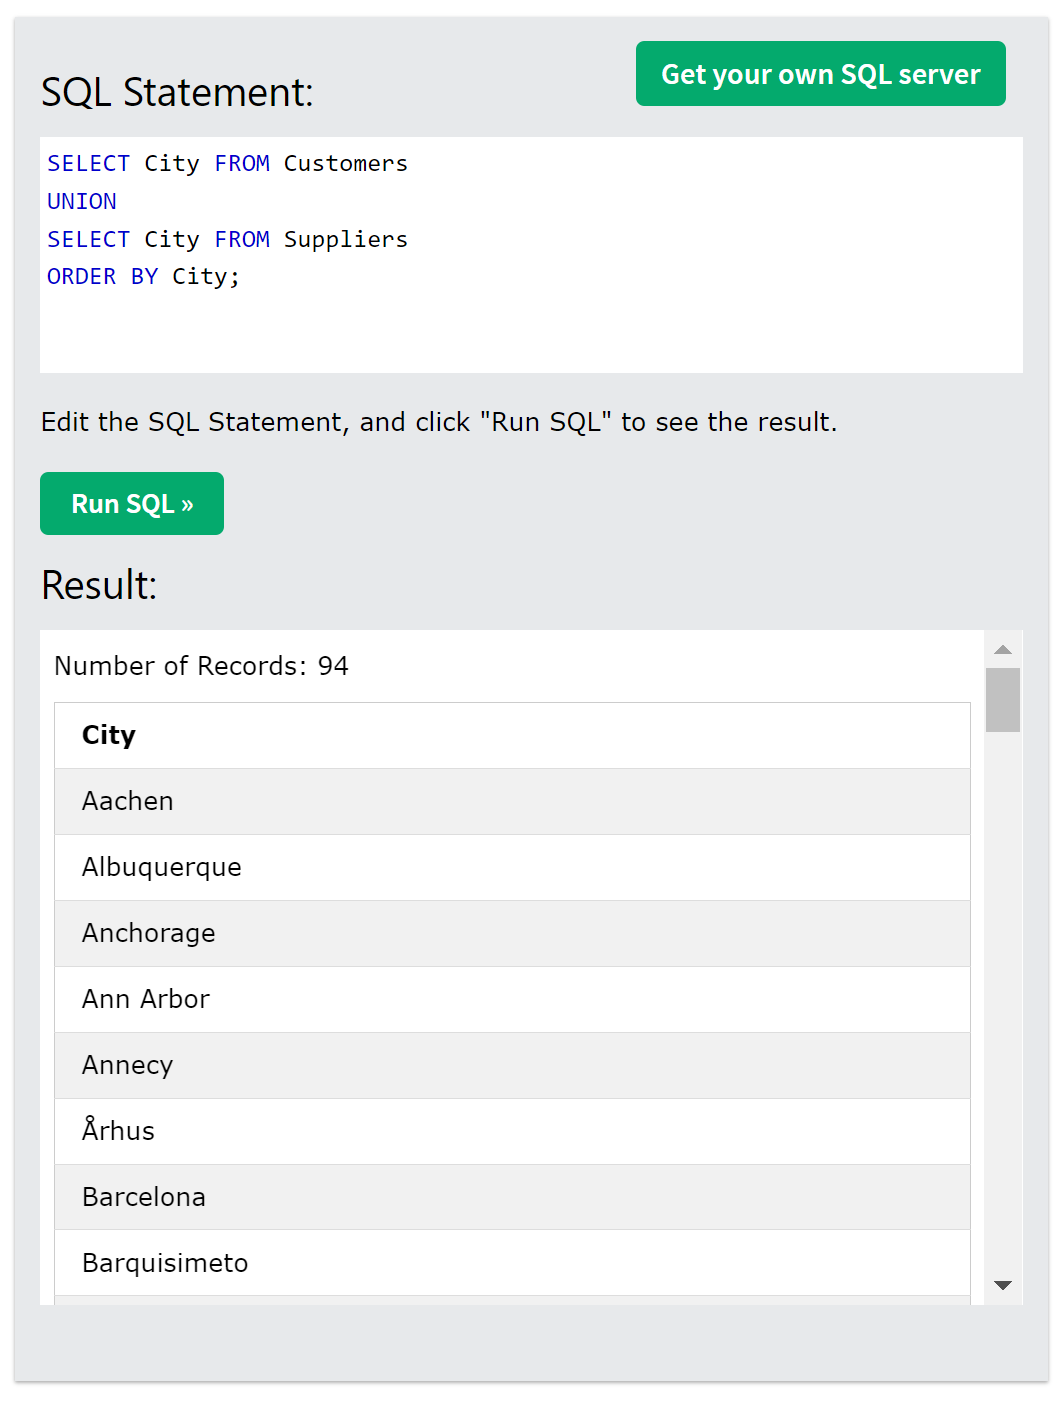 SQL Statement:
Get your own SQL server
SELECT City FROM Customers
UNION
SELECT City FROM Suppliers
ORDER BY City;
Edit the SQL Statement, and click "Run SQL" to see the result.
Run SQL »
Result:
Number of Records: 94
City
Aachen
Albuquerque
Anchorage
Ann Arbor
Annecy
Århus
Barcelona
Barquisimeto